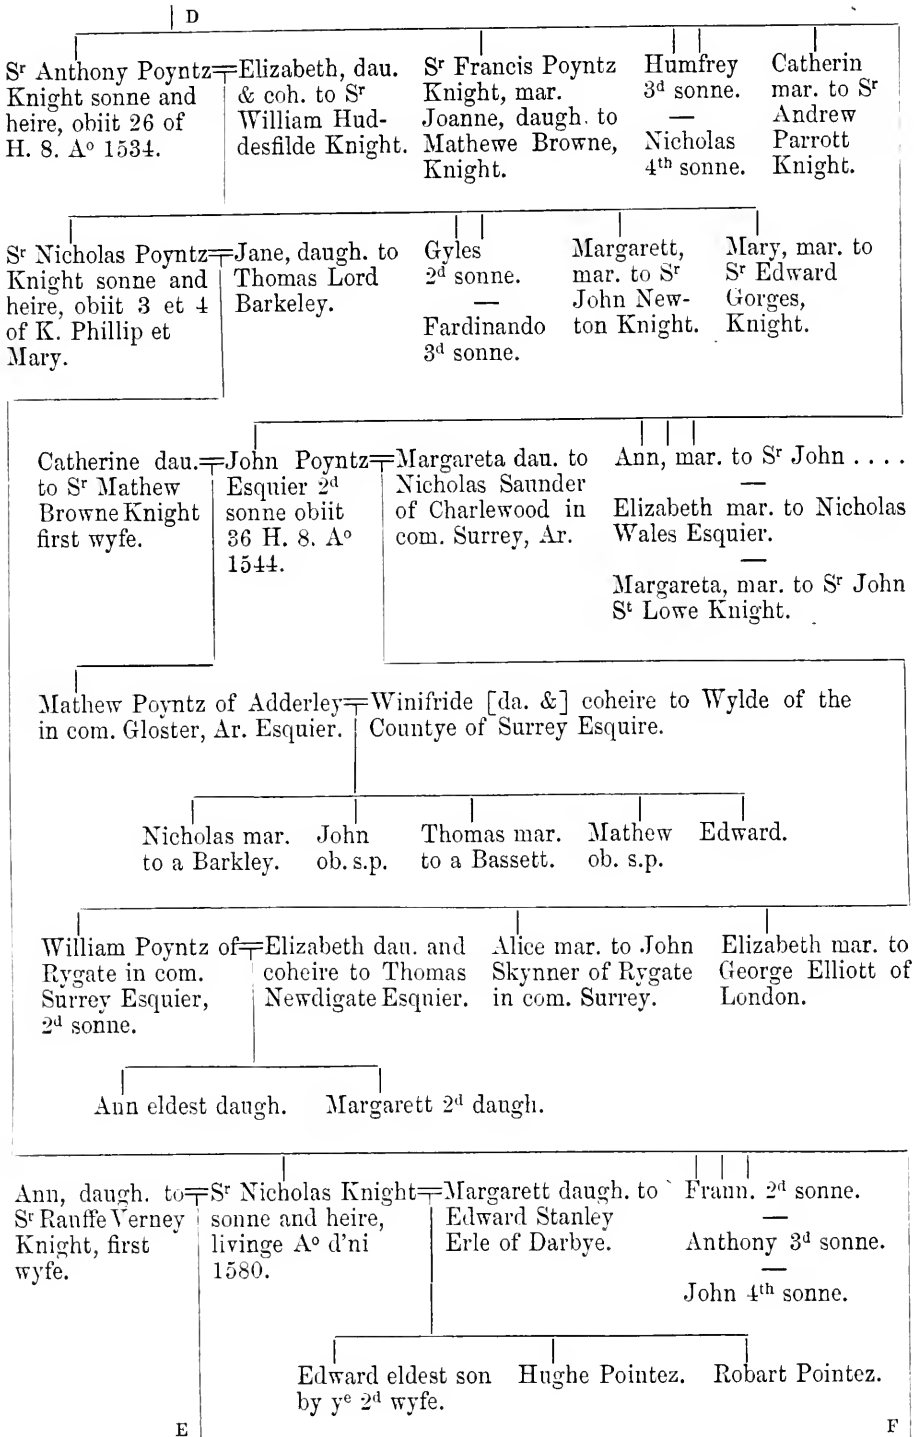 D
Sʳ Anthony Poyntz
Knight sonne and
heire, obiit 26 of
H. 8. Aº 1534.
Elizabeth, dau.
& coh. to Sʳ
William Hud-
desfilde Knight.
Sʳ Francis Poyntz
Knight, mar.
Joanne, daugh. to
Mathewe Browne,
Knight.
Humfrey
3ᵈ sonne.
—
Nicholas
4ᵗʰ sonne.
Catherin
mar. to Sʳ
Andrew
Parrott
Knight.
Sʳ Nicholas Poyntz
Knight sonne and
heire, obiit 3 et 4
of K. Phillip et
Mary.
Jane, daugh. to
Thomas Lord
Barkeley.
Gyles
2ᵈ sonne.
—
Fardinando
3ᵈ sonne.
Margarett,
mar. to Sʳ
John New-
ton Knight.
Mary, mar. to
Sʳ Edward
Gorges,
Knight.
Catherine dau.
to Sʳ Mathew
Browne Knight
first wyfe.
John Poyntz
Esquier 2ᵈ
sonne obiit
36 H. 8. Aº
1544.
Margareta dau. to
Nicholas Saunder
of Charlewood in
com. Surrey, Ar.
Ann, mar. to Sʳ John . . . .
—
Elizabeth mar. to Nicholas
Wales Esquier.
—
Margareta, mar. to Sʳ John
Sᵗ Lowe Knight.
Mathew Poyntz of Adderley
in com. Gloster, Ar. Esquier.
Winifride [da. &] coheire to Wylde of the
Countye of Surrey Esquire.
Nicholas mar.
to a Barkley.
John
ob. s.p.
Thomas mar.
to a Bassett.
Mathew
ob. s.p.
Edward.
William Poyntz of
Rygate in com.
Surrey Esquier,
2ᵈ sonne.
Elizabeth dau. and
coheire to Thomas
Newdigate Esquier.
Alice mar. to John
Skynner of Rygate
in com. Surrey.
Elizabeth mar. to
George Elliott of
London.
Ann eldest daugh.
Margarett 2ᵈ daugh.
Ann, daugh. to
Sʳ Rauffe Verney
Knight, first
wyfe.
Sʳ Nicholas Knight
sonne and heire,
livinge Aº d'ni
1580.
Margarett daugh. to
Edward Stanley
Erle of Darbye.
Frann. 2ᵈ sonne.
—
Anthony 3ᵈ sonne.
—
John 4ᵗʰ sonne.
Edward eldest son
by yᵉ 2ᵈ wyfe.
Hughe Pointez.
Robart Pointez.
E
F